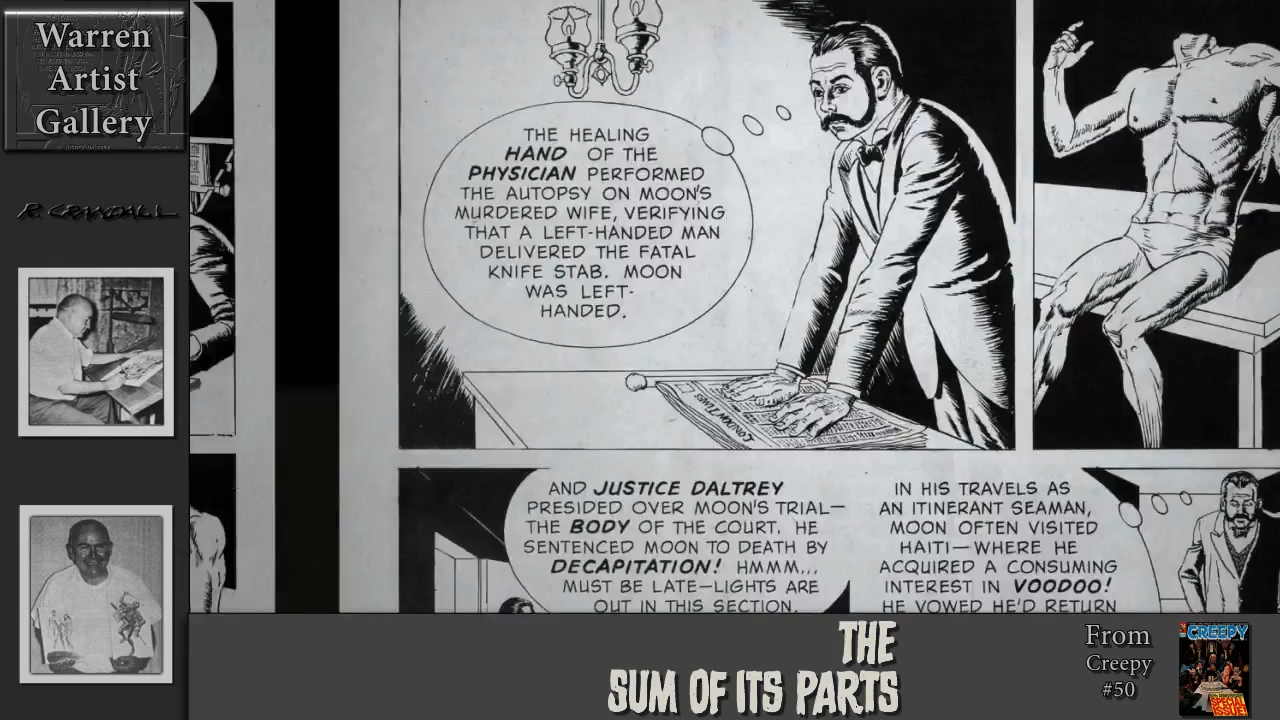 Warren
Artist
Gallery
R. CRANDALL
THE HEALING
HAND OF THE
PHYSICIAN PERFORMED
THE AUTOPSY ON MOON'S
MURDERED WIFE, VERIFYING
THAT A LEFT-HANDED MAN
DELIVERED THE FATAL
KNIFE STAB. MOON
WAS LEFT-
HANDED.
LONDON TIMES
AND JUSTICE DALTREY
PRESIDED OVER MOON'S TRIAL—
THE BODY OF THE COURT. HE
SENTENCED MOON TO DEATH BY
DECAPITATION! HMMM...
MUST BE LATE—LIGHTS ARE
OUT IN THIS SECTION.
IN HIS TRAVELS AS
AN ITINERANT SEAMAN,
MOON OFTEN VISITED
HAITI—WHERE HE
ACQUIRED A CONSUMING
INTEREST IN VOODOO!
HE VOWED HE'D RETURN
THE
SUM OF ITS PARTS
From
Creepy
#50
CREEPY
SPECIAL
ISSUE!